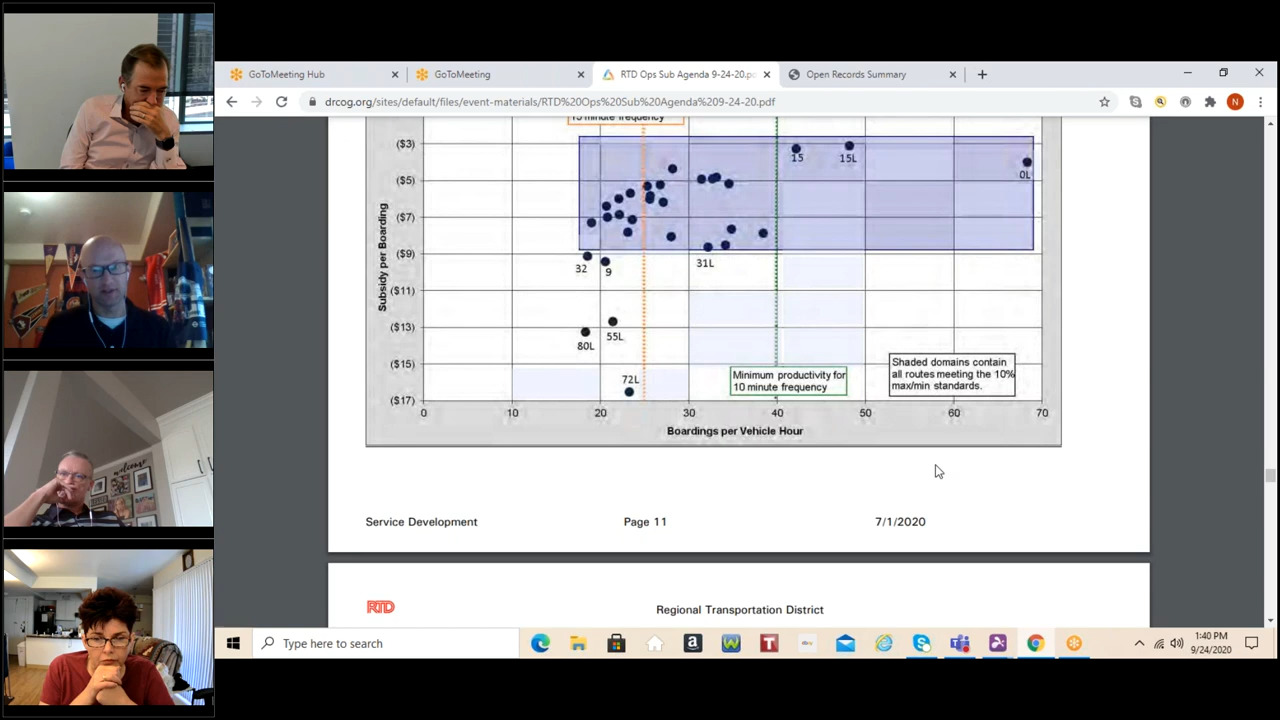 GoToMeeting Hub
GoToMeeting
RTD Ops Sub Agenda 9-24-20.p
Open Records Summary
drcog.org/sites/default/files/event-materials/RTD%20Ops%20Sub%20Agenda%209-24-20.pdf
N
15 minute frequency
($3)
($5)
($7)
($9)
($11)
($13)
($15)
($17)
Subsidy per Boarding
15
15L
0L
32
9
31L
80L
55L
72L
Minimum productivity for
10 minute frequency
Shaded domains contain
all routes meeting the 10%
max/min standards.
0
10
20
30
40
50
60
70
Boardings per Vehicle Hour
Service Development
Page 11
7/1/2020
RTD
Regional Transportation District
welcome
Type here to search
1:40 PM
9/24/2020